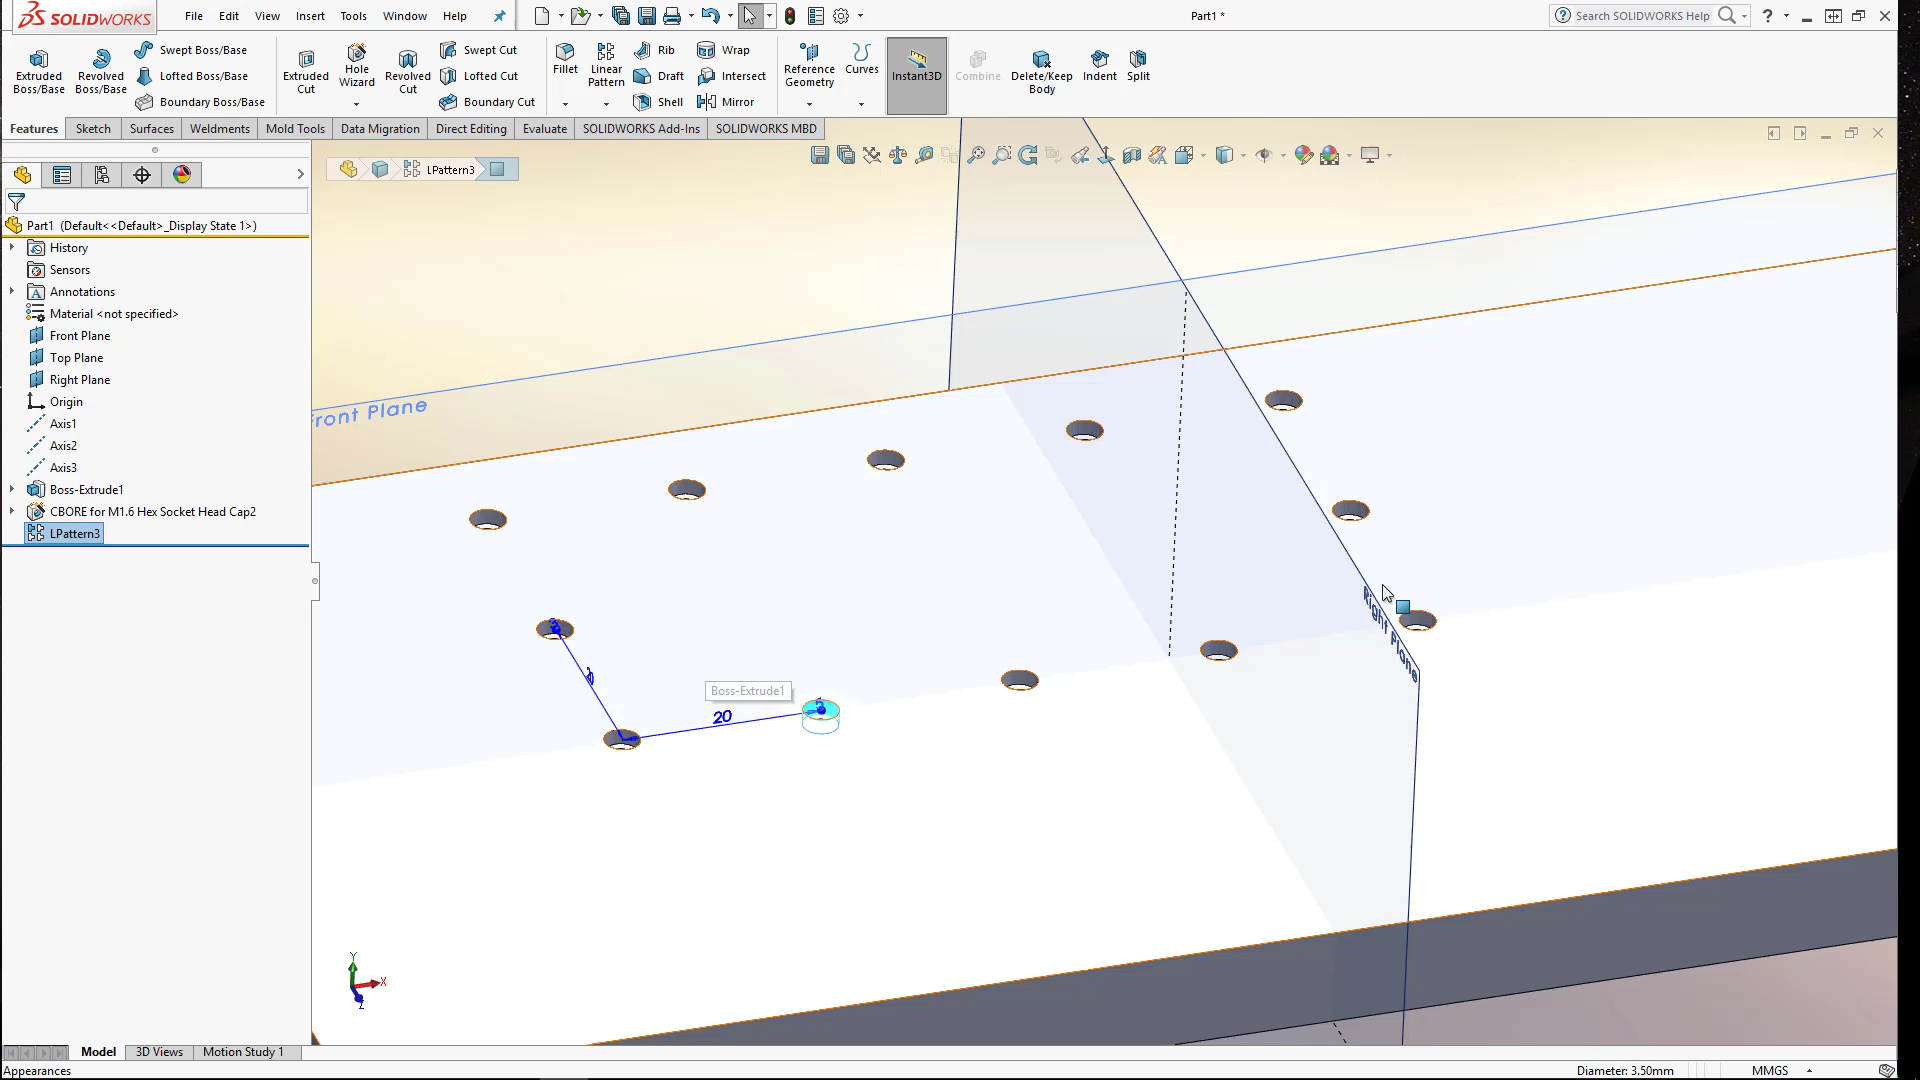 SOLIDWORKS
File Edit View Insert Tools Window Help
Part1 *
Search SOLIDWORKS Help
Extruded Boss/Base
Revolved Boss/Base
Swept Boss/Base
Lofted Boss/Base
Boundary Boss/Base
Extruded Cut
Hole Wizard
Revolved Cut
Swept Cut
Lofted Cut
Boundary Cut
Fillet
Linear Pattern
Rib
Draft
Shell
Wrap
Intersect
Mirror
Reference Geometry
Curves
Instant3D
Combine
Delete/Keep Body
Indent
Split
Features Sketch Surfaces Weldments Mold Tools Data Migration Direct Editing Evaluate SOLIDWORKS Add-Ins SOLIDWORKS MBD
LPattern3
Part1 (Default<<Default>_Display State 1>)
History
Sensors
Annotations
Material <not specified>
Front Plane
Top Plane
Right Plane
Origin
Axis1
Axis2
Axis3
Boss-Extrude1
CBORE for M1.6 Hex Socket Head Cap2
LPattern3
Front Plane
Right Plane
Boss-Extrude1
20
Y
X
Z
Model 3D Views Motion Study 1
Appearances
Diameter: 3.50mm
MMGS